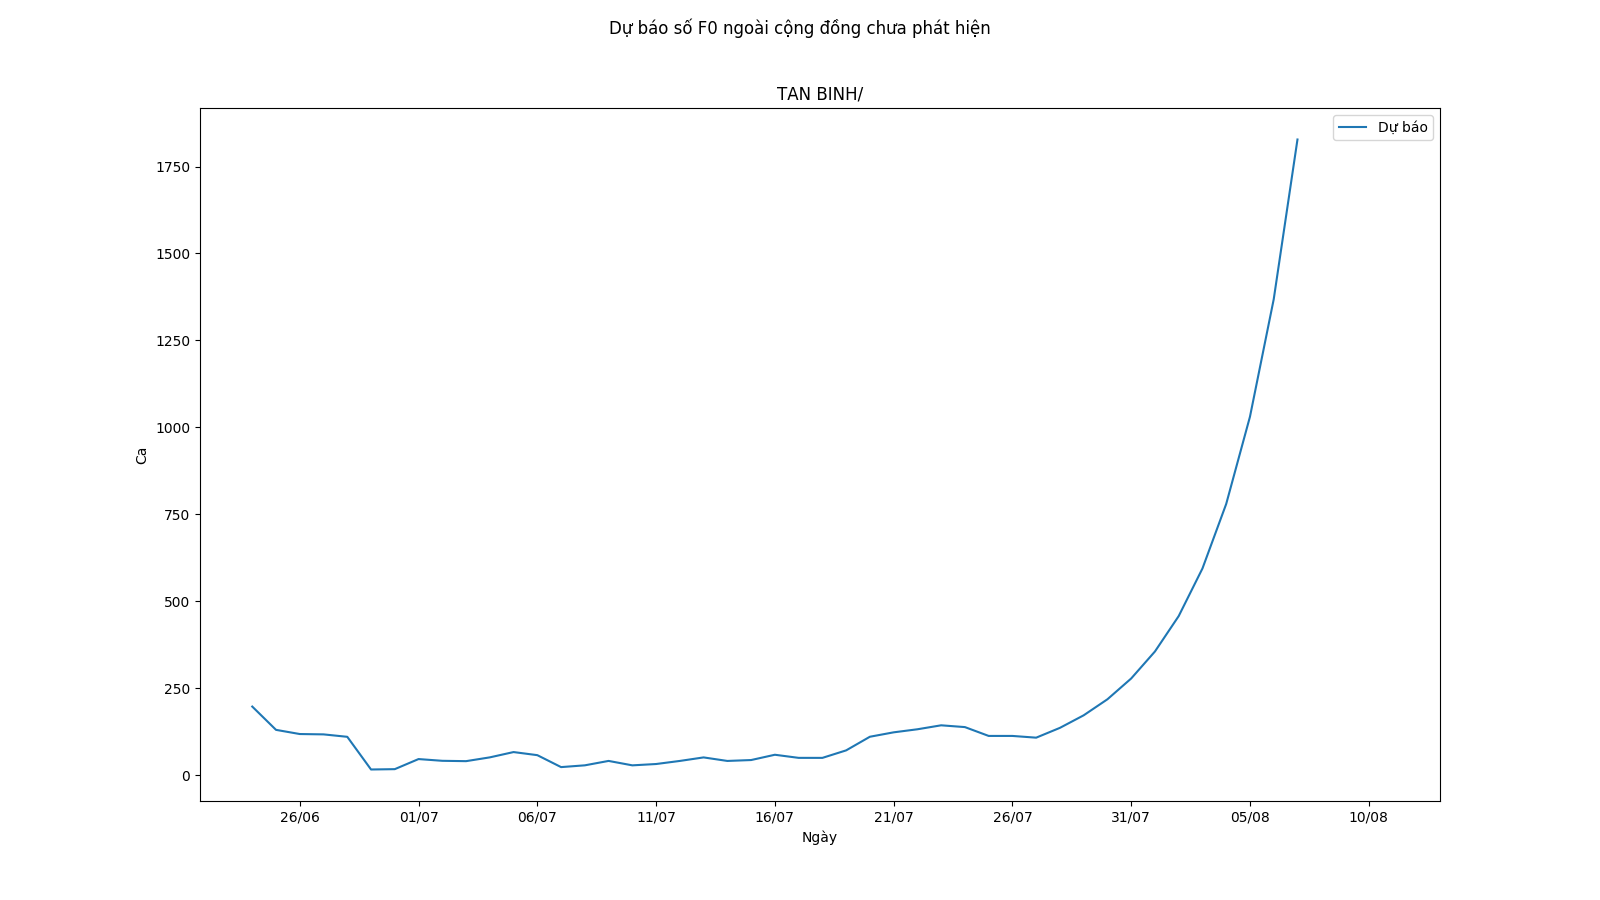 Dự báo số F0 ngoài cộng đồng chưa phát hiện
TAN BINH/
Dự báo
1750
1500
1250
1000
750
500
250
0
Ca
26/06 01/07 06/07 11/07 16/07 21/07 26/07 31/07 05/08 10/08
Ngày